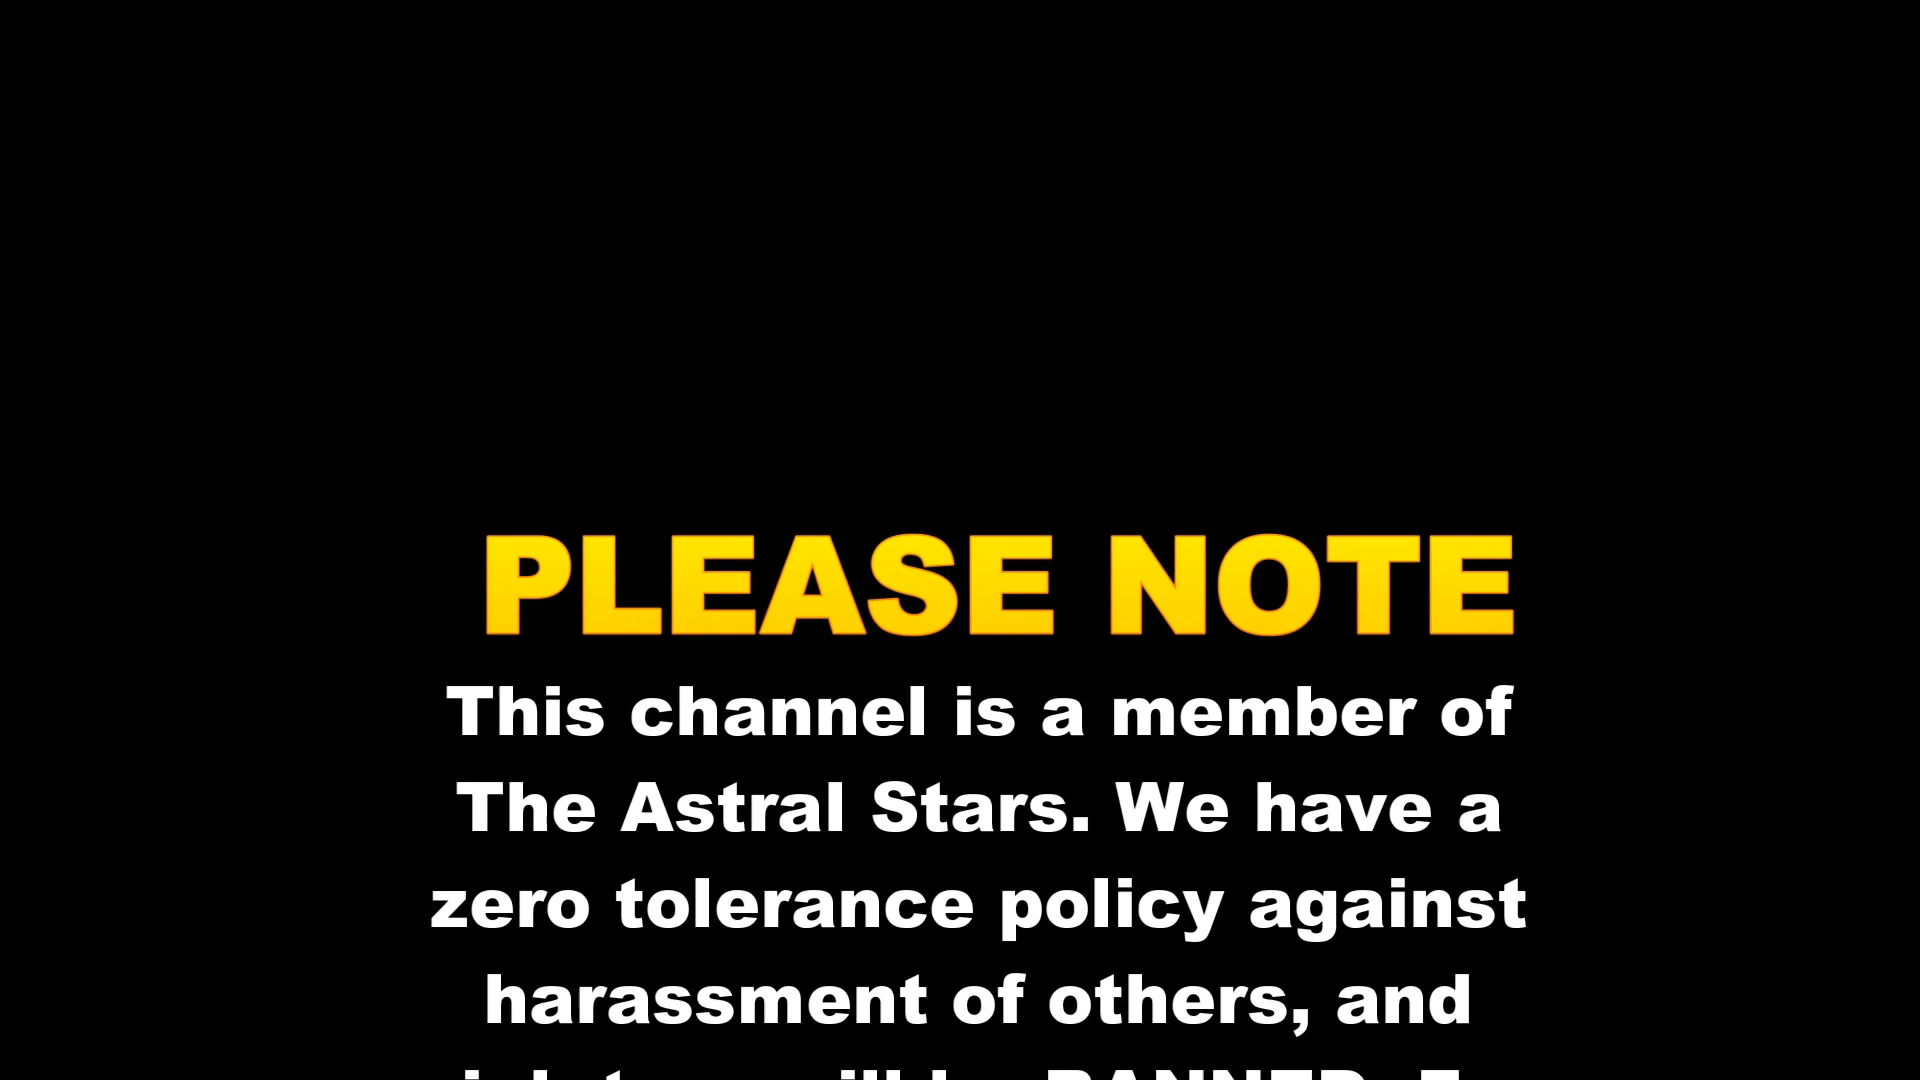 PLEASE NOTE
This channel is a member of
The Astral Stars. We have a
zero tolerance policy against
harassment of others, and